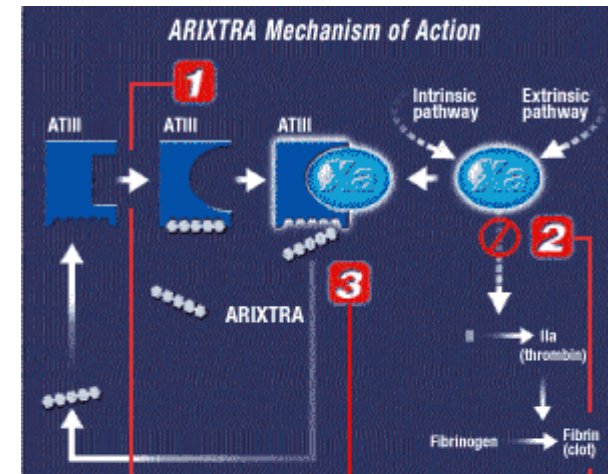 ARIXTRA Mechanism of Action
1
Intrinsic
pathway
Extrinsic
pathway
ATIII
ATIII
ATIII
Xa
Xa
2
3
ARIXTRA
IIa
(thrombin)
Fibrinogen
Fibrin
(clot)